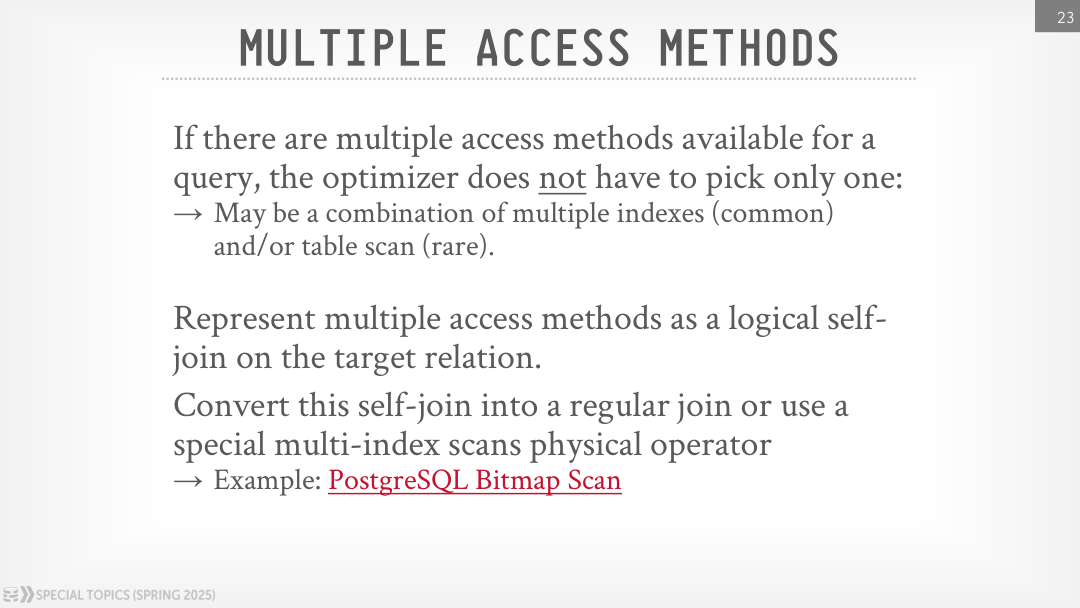 23
MULTIPLE ACCESS METHODS
If there are multiple access methods available for a
query, the optimizer does not have to pick only one:
→ May be a combination of multiple indexes (common)
and/or table scan (rare).
Represent multiple access methods as a logical self-
join on the target relation.
Convert this self-join into a regular join or use a
special multi-index scans physical operator
→ Example: PostgreSQL Bitmap Scan
SPECIAL TOPICS (SPRING 2025)